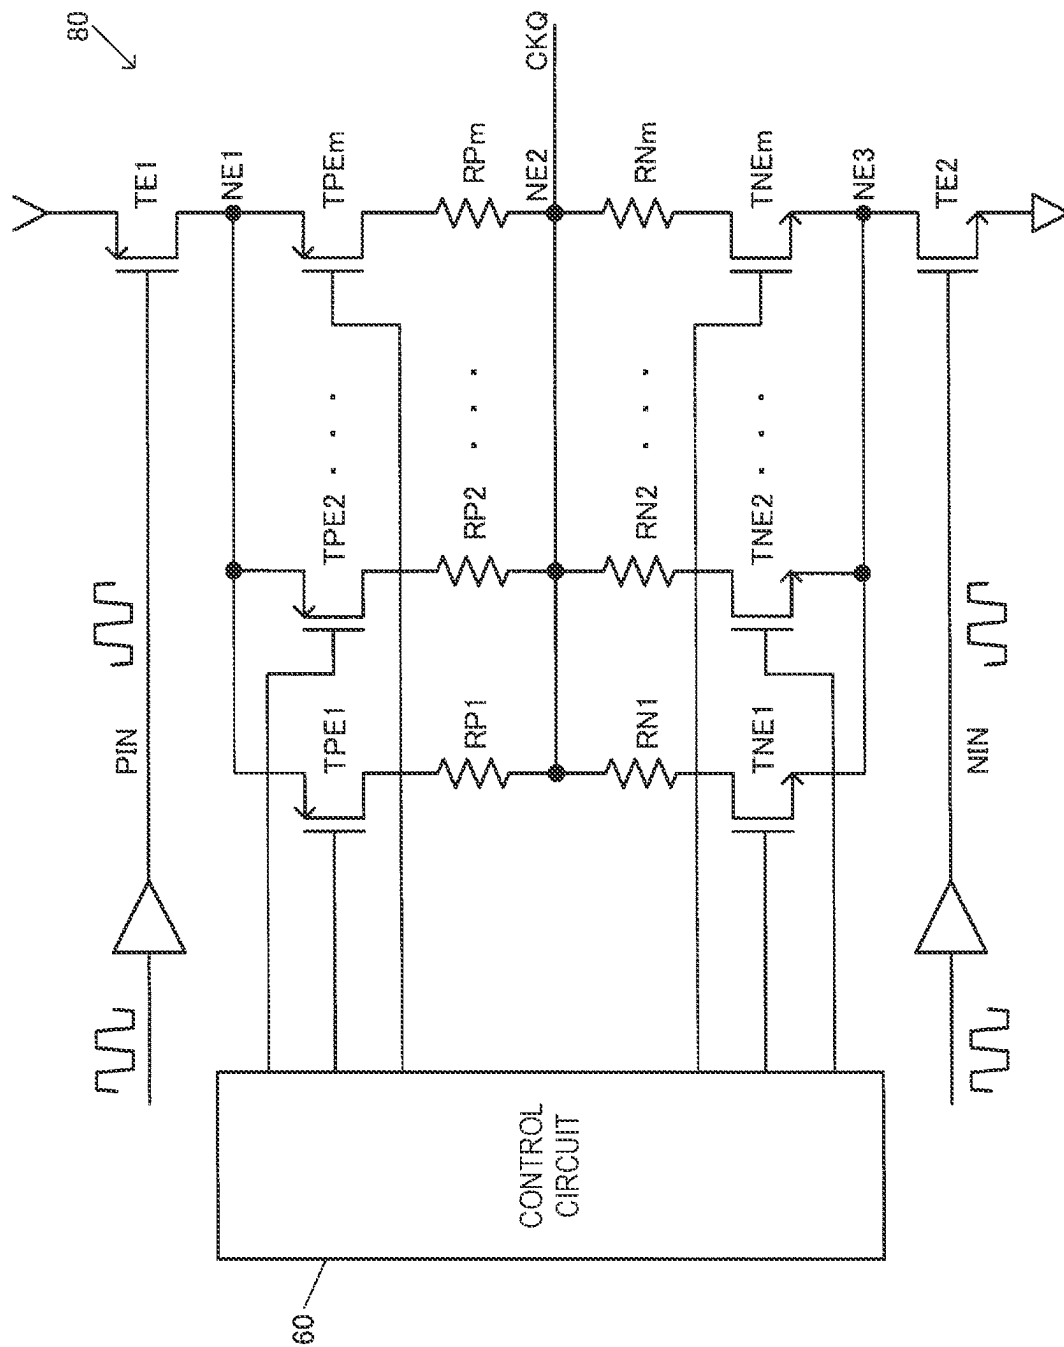 80
PIN
TE1
NE1
60
TPE1 TPE2 TPEm
RP1 RP2 RPm
CONTROL
CIRCUIT
NE2 CKQ
RN1 RN2 RNm
TNE1 TNE2 TNEm
NE3
TE2
NIN